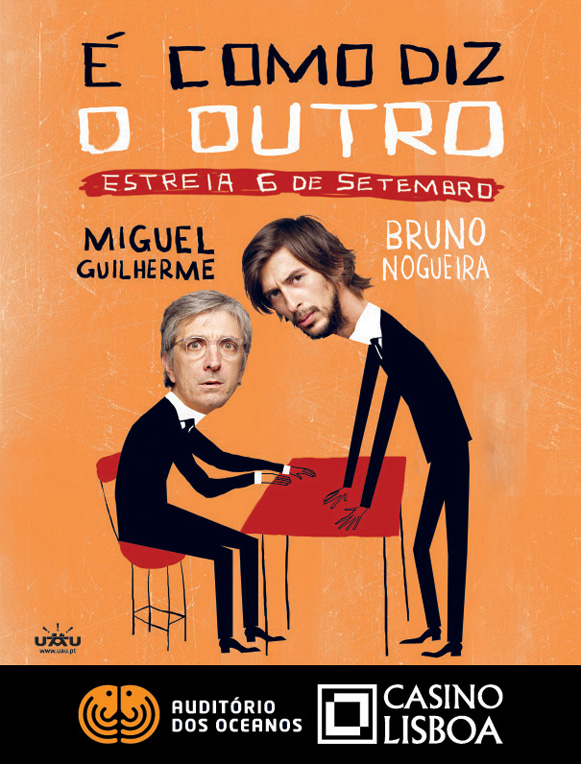 É COMO DIZ
O OUTRO
ESTREIA 6 DE SETEMBRO
MIGUEL
GUILHERME
BRUNO
NOGUEIRA
UAU
www.uau.pt
AUDITÓRIO
DOS OCEANOS
CASINO
LISBOA